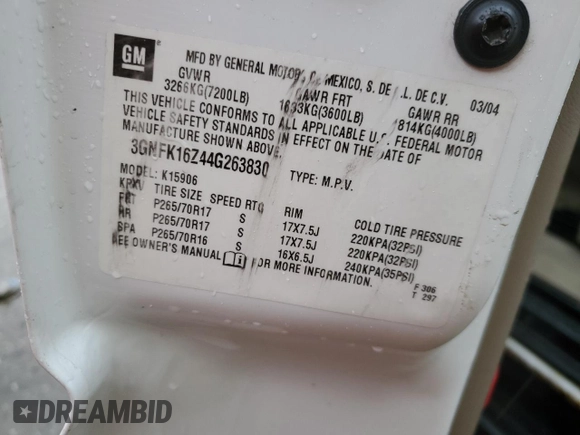 GM
MFD BY GENERAL MOTORS MEXICO, S. DE R.L. DE C.V.
GVWR GAWR FRT GAWR RR 03/04
3266KG(7200LB) 1633KG(3600LB) 1814KG(4000LB)
THIS VEHICLE CONFORMS TO ALL APPLICABLE U.S. FEDERAL MOTOR
VEHICLE SAFETY STANDARDS IN EFFECT ON THE DATE OF
MANUFACTURE SHOWN ABOVE.
3GNFK16Z44G263830 TYPE: M.P.V.
MODEL: K15906
TIRE SIZE SPEED RTG RIM COLD TIRE PRESSURE
FRT P265/70R17 S 17X7.5J 220KPA(32PSI)
RR P265/70R17 S 17X7.5J 220KPA(32PSI)
SPA P265/70R16 S 16X6.5J 240KPA(35PSI)
SEE OWNER'S MANUAL FOR MORE INFORMATION.
F 306
T 297
DREAMBID